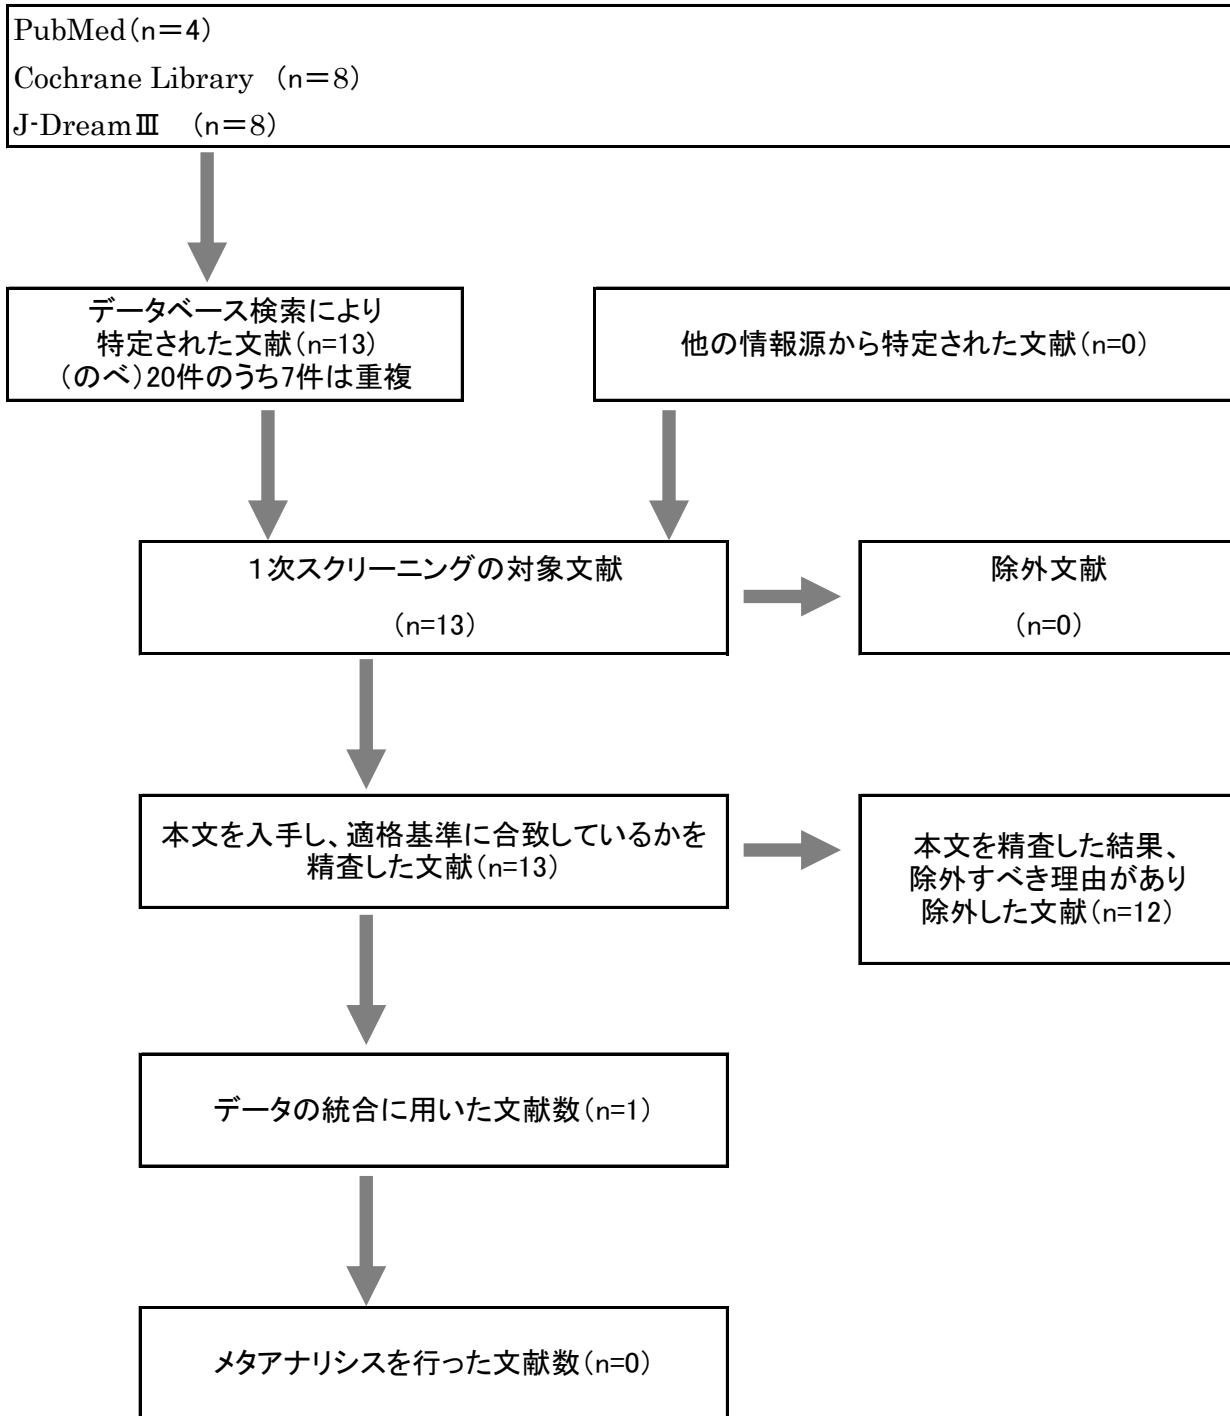 PubMed(n=4)
Cochrane Library (n=8)
J-DreamⅢ (n=8)
データベース検索により
特定された文献(n=13)
(のべ)20件のうち7件は重複
他の情報源から特定された文献(n=0)
1次スクリーニングの対象文献
(n=13)
除外文献
(n=0)
本文を入手し、適格基準に合致しているかを
精査した文献(n=13)
本文を精査した結果、
除外すべき理由があり
除外した文献(n=12)
データの統合に用いた文献数(n=1)
メタアナリシスを行った文献数(n=0)